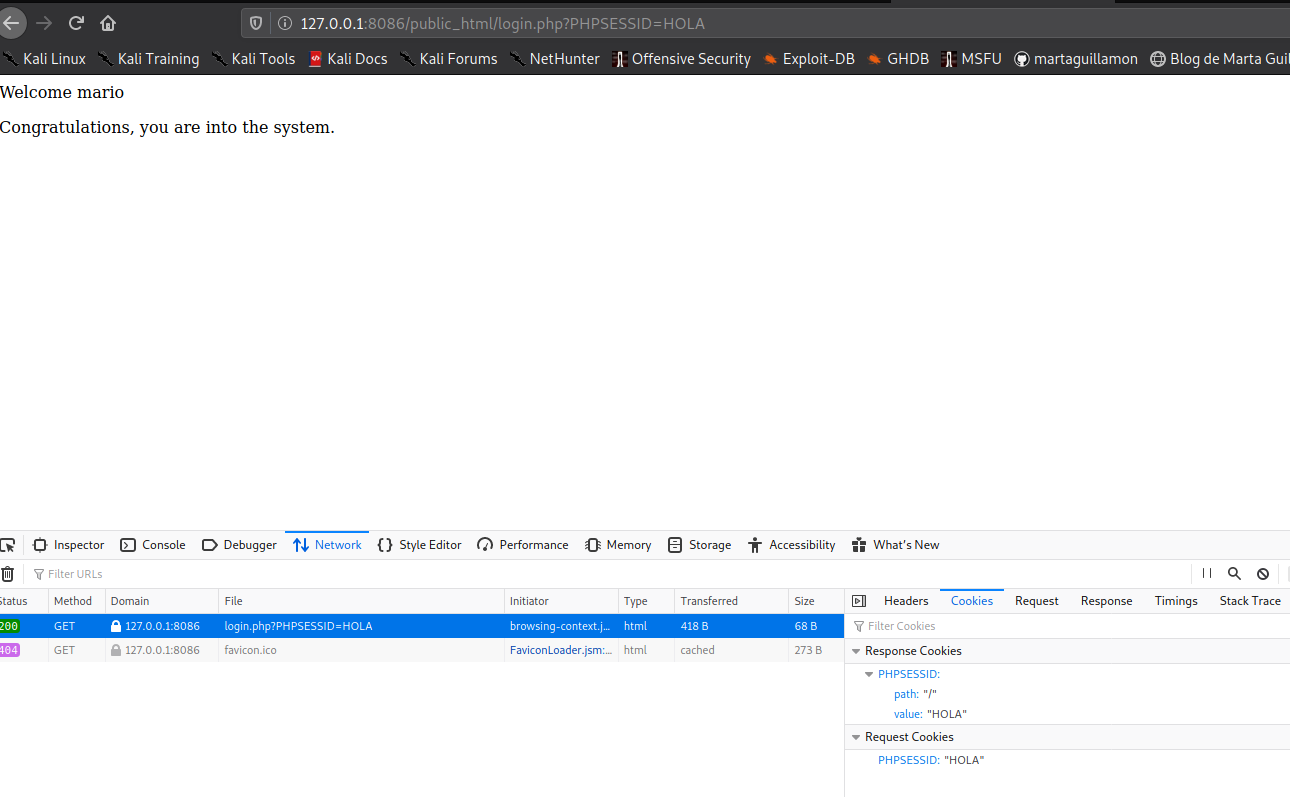 127.0.0.1:8086/public_html/login.php?PHPSESSID=HOLA
Kali Linux Kali Training Kali Tools Kali Docs Kali Forums NetHunter Offensive Security Exploit-DB GHDB MSFU martaguillamon Blog de Marta Gui
Welcome mario
Congratulations, you are into the system.
Inspector Console Debugger Network Style Editor Performance Memory Storage Accessibility What's New
Filter URLs
Status Method Domain File Initiator Type Transferred Size Headers Cookies Request Response Timings Stack Trace
200 GET 127.0.0.1:8086 login.php?PHPSESSID=HOLA browsing-context.j... html 418 B 68 B Filter Cookies
404 GET 127.0.0.1:8086 favicon.ico FaviconLoader.jsm:... html cached 273 B Response Cookies
PHPSESSID:
path: "/"
value: "HOLA"
Request Cookies
PHPSESSID: "HOLA"